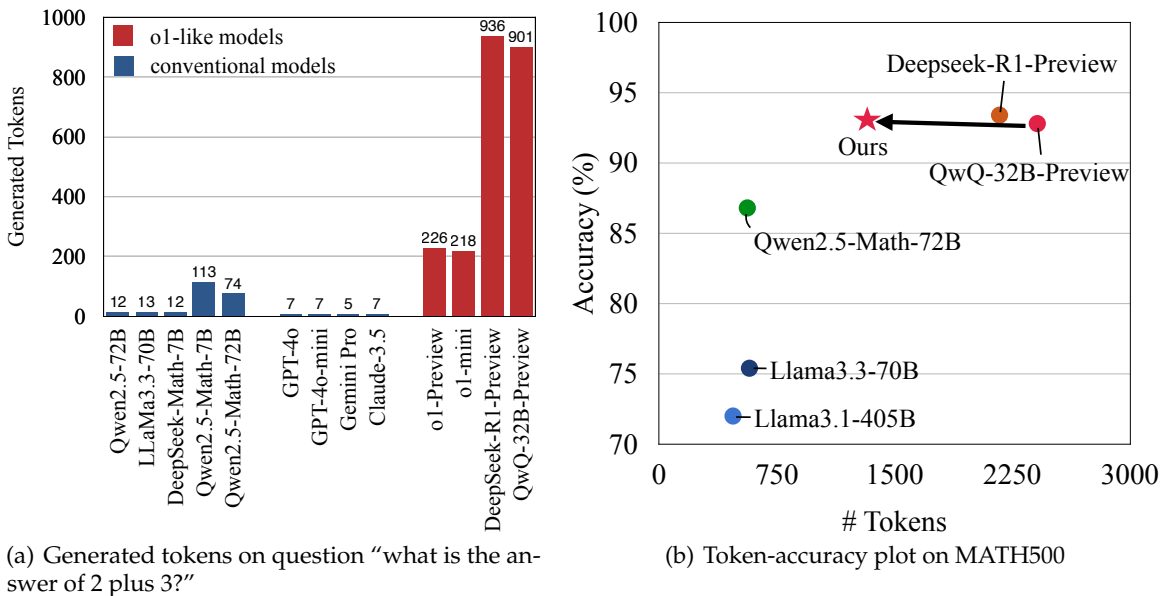 1000
800
600
400
200
0
Generated Tokens
o1-like models
conventional models
12
13
12
113
74
7
7
5
7
226
218
936
901
Qwen2.5-72B
LLaMa3.3-70B
DeepSeek-Math-7B
Qwen2.5-Math-7B
Qwen2.5-Math-72B
GPT-4o
GPT-4o-mini
Gemini Pro
Claude-3.5
o1-Preview
o1-mini
DeepSeek-R1-Preview
QwQ-32B-Preview
(a) Generated tokens on question “what is the an-
swer of 2 plus 3?”
100
95
90
85
80
75
70
Accuracy (%)
Deepseek-R1-Preview
Ours
QwQ-32B-Preview
Qwen2.5-Math-72B
Llama3.3-70B
Llama3.1-405B
0
750
1500
2250
3000
# Tokens
(b) Token-accuracy plot on MATH500